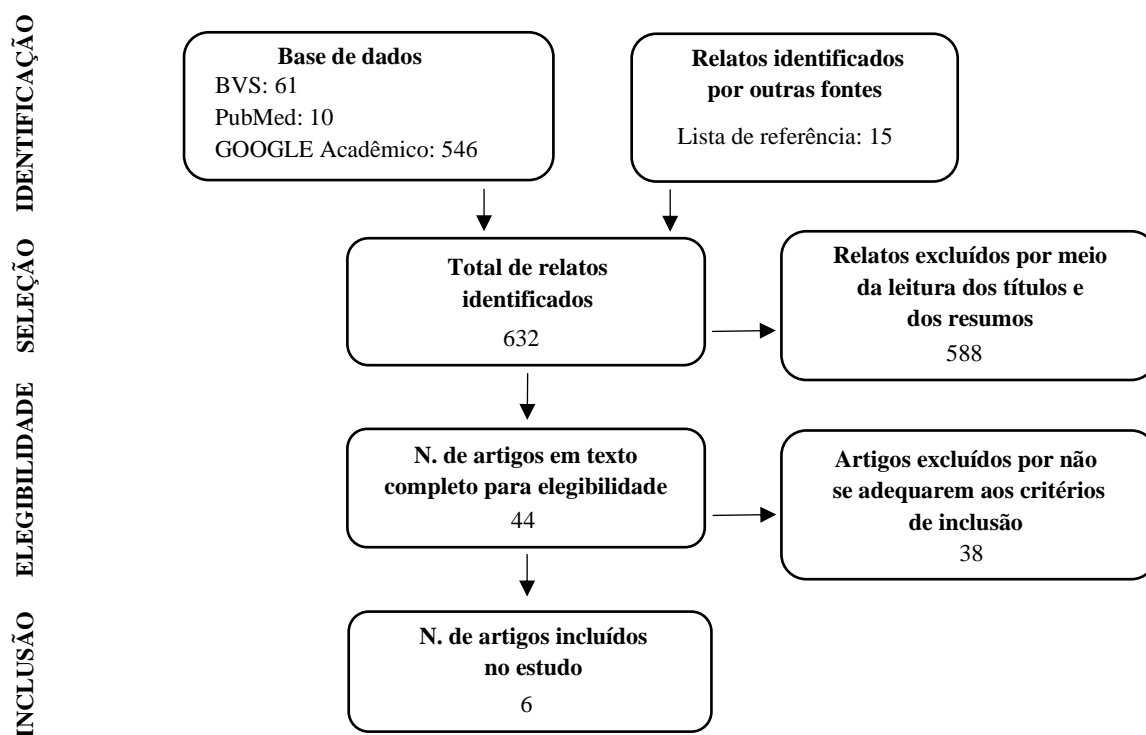 IDENTIFICAÇÃO
Base de dados
BVS: 61
PubMed: 10
GOOGLE Acadêmico: 546
Relatos identificados
por outras fontes
Lista de referência: 15
SELEÇÃO
Total de relatos
identificados
632
Relatos excluídos por meio
da leitura dos títulos e
dos resumos
588
ELEGIBILIDADE
N. de artigos em texto
completo para elegibilidade
44
Artigos excluídos por não
se adequarem aos critérios
de inclusão
38
INCLUSÃO
N. de artigos incluídos
no estudo
6